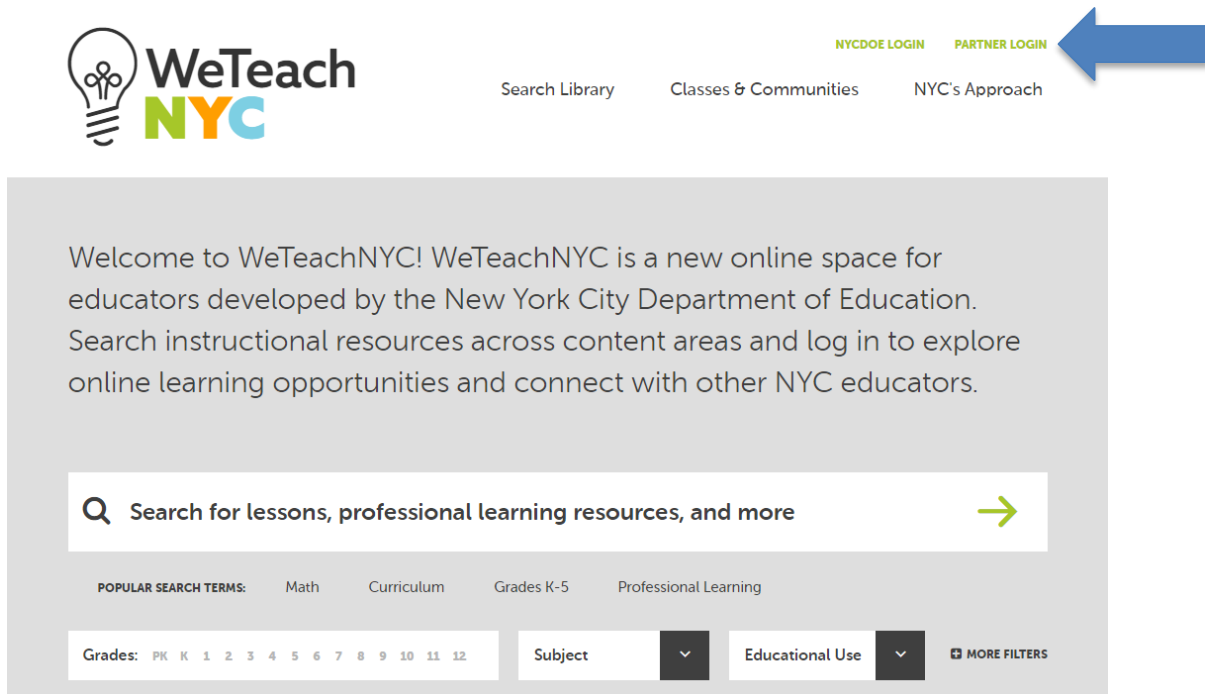 WeTeach
NYC
NYCDOE LOGIN PARTNER LOGIN
Search Library Classes & Communities NYC's Approach
Welcome to WeTeachNYC! WeTeachNYC is a new online space for
educators developed by the New York City Department of Education.
Search instructional resources across content areas and log in to explore
online learning opportunities and connect with other NYC educators.
Search for lessons, professional learning resources, and more
POPULAR SEARCH TERMS: Math Curriculum Grades K-5 Professional Learning
Grades: PK K 1 2 3 4 5 6 7 8 9 10 11 12 Subject Educational Use MORE FILTERS